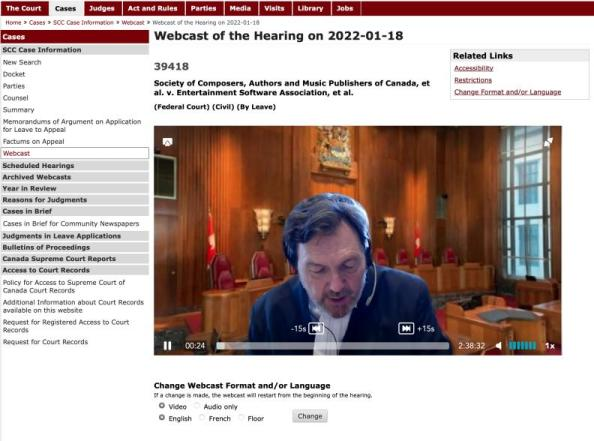 The Court
Cases
Judges
Act and Rules
Parties
Media
Visits
Library
Jobs
Home > Cases > SCC Case Information > Webcast > Webcast of the Hearing on 2022-01-18
Cases
SCC Case Information
New Search
Docket
Parties
Counsel
Summary
Memorandums of Argument on Application
for Leave to Appeal
Factums on Appeal
Webcast
Scheduled Hearings
Archived Webcasts
Year in Review
Reasons for Judgments
Cases in Brief
Cases in Brief for Community Newspapers
Judgments in Leave Applications
Bulletins of Proceedings
Canada Supreme Court Reports
Access to Court Records
Policy for Access to Supreme Court of
Canada Court Records
Additional Information about Court Records
available on this website
Request for Registered Access to Court
Records
Request for Court Records
Webcast of the Hearing on 2022-01-18
39418
Society of Composers, Authors and Music Publishers of Canada, et
al. v. Entertainment Software Association, et al.
(Federal Court) (Civil) (By Leave)
Related Links
Accessibility
Restrictions
Change Format and/or Language
-15s
+15s
00:24
2:38:32
1x
Change Webcast Format and/or Language
If a change is made, the webcast will restart from the beginning of the hearing.
Video Audio only
English French Floor
Change